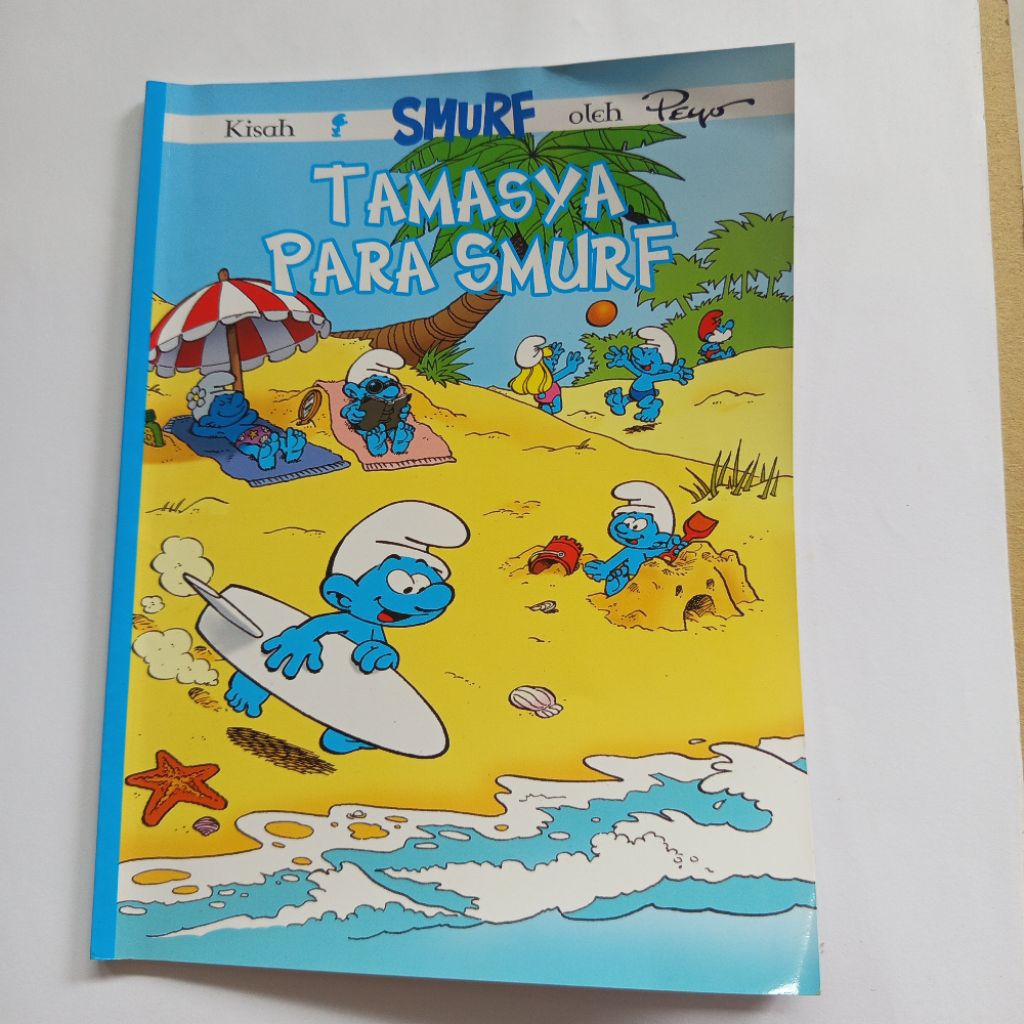 Kisah SMURF oleh Peyo
TAMASYA
PARA SMURF